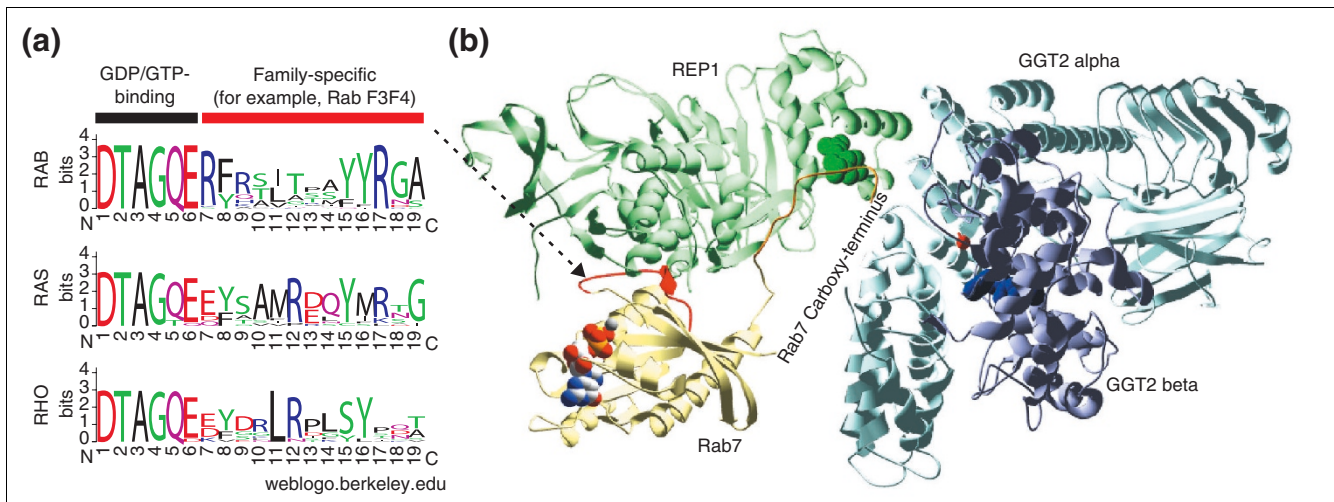 (a)
GDP/GTP-
binding
Family-specific
(for example, Rab F3F4)
RAB
bits
4
3
2
1
0
DTAGQERFRSITPAYYRGA
N 1 2 3 4 5 6 7 8 9 10 11 12 13 14 15 16 17 18 19 C
RAS
bits
4
3
2
1
0
DTAGQEEYSAMRDQYMRTG
N 1 2 3 4 5 6 7 8 9 10 11 12 13 14 15 16 17 18 19 C
RHO
bits
4
3
2
1
0
DTAGQEEYDRLRPLSYPQT
N 1 2 3 4 5 6 7 8 9 10 11 12 13 14 15 16 17 18 19 C
weblogo.berkeley.edu
(b)
REP1
GGT2 alpha
Rab7 Carboxy-terminus
GGT2 beta
Rab7